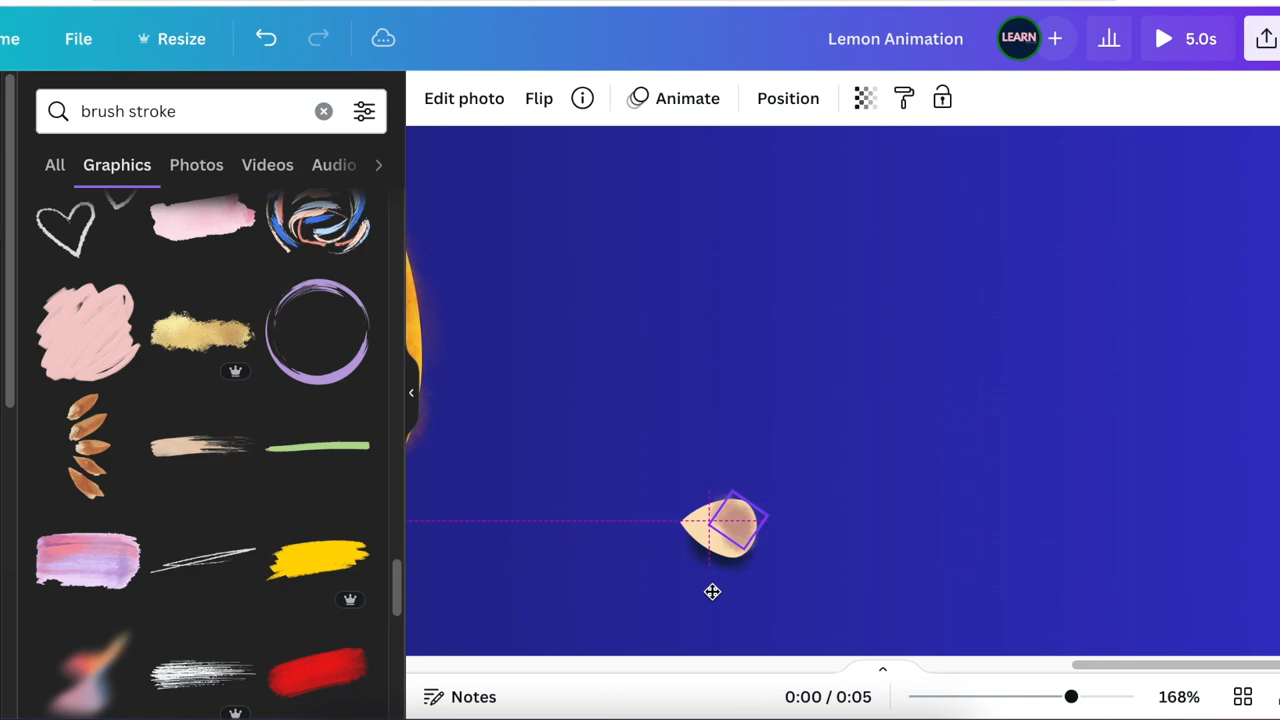 me File Resize Lemon Animation LEARN + 5.0s
brush stroke Edit photo Flip Animate Position
All Graphics Photos Videos Audio
Notes 0:00 / 0:05 168%